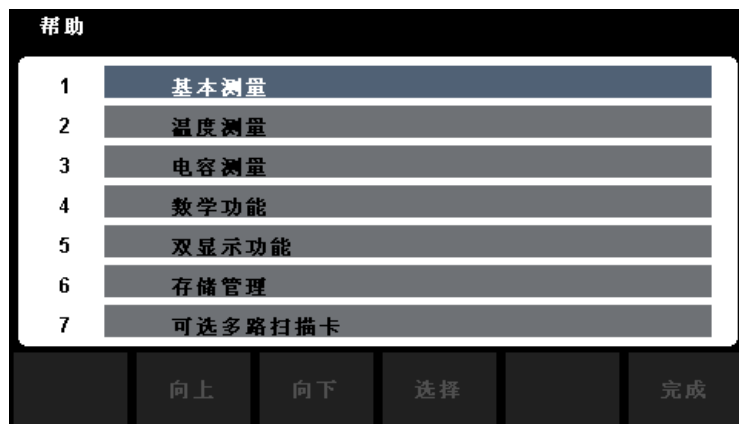 帮助
1 基本测量
2 温度测量
3 电容测量
4 数学功能
5 双显示功能
6 存储管理
7 可选多路扫描卡
向上 向下 选择 完成